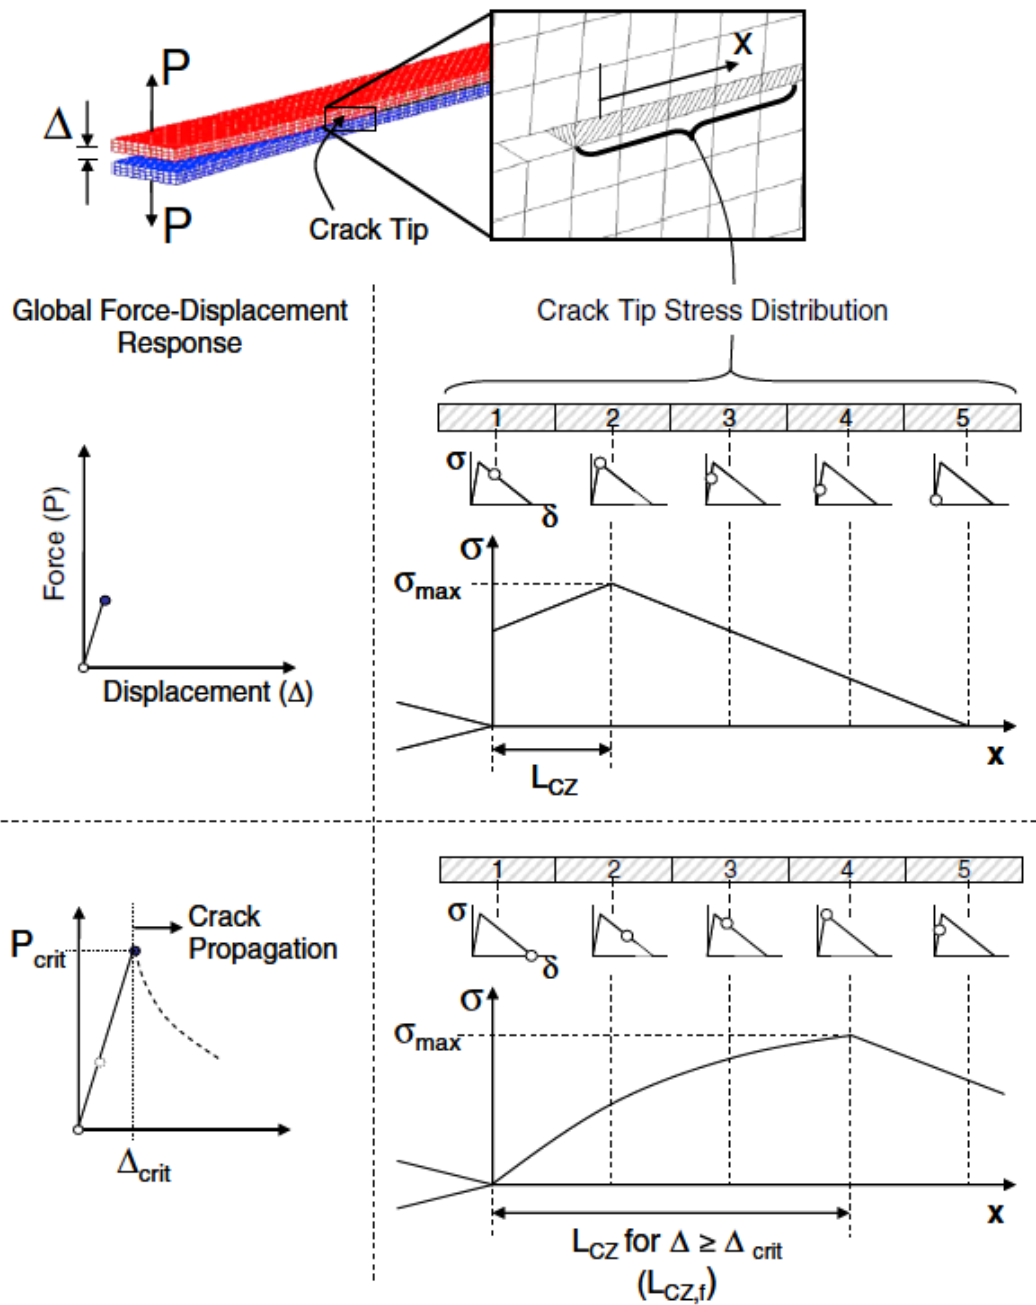 P
Δ
P
Crack Tip
x
Global Force-Displacement
Response
Crack Tip Stress Distribution
1 2 3 4 5
σ
δ
Force (P)
Displacement (Δ)
σ
σmax
x
LCZ
1 2 3 4 5
σ
δ
Crack
Propagation
Pcrit
Δcrit
σ
σmax
x
LCZ for Δ ≥ Δ crit
(LCZ,f)